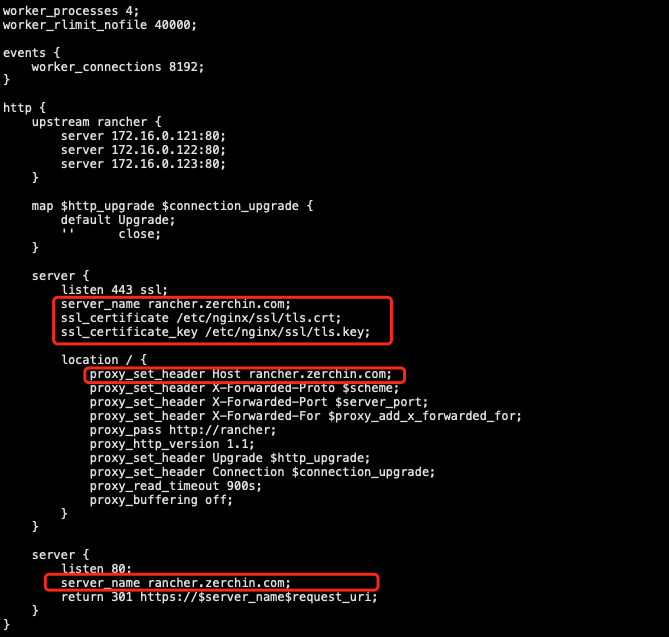 worker_processes 4;
worker_rlimit_nofile 40000;
events {
worker_connections 8192;
}
http {
upstream rancher {
server 172.16.0.121:80;
server 172.16.0.122:80;
server 172.16.0.123:80;
}
map $http_upgrade $connection_upgrade {
default Upgrade;
''      close;
}
server {
listen 443 ssl;
server_name rancher.zerchin.com;
ssl_certificate /etc/nginx/ssl/tls.crt;
ssl_certificate_key /etc/nginx/ssl/tls.key;
location / {
proxy_set_header Host rancher.zerchin.com;
proxy_set_header X-Forwarded-Proto $scheme;
proxy_set_header X-Forwarded-Port $server_port;
proxy_set_header X-Forwarded-For $proxy_add_x_forwarded_for;
proxy_pass http://rancher;
proxy_http_version 1.1;
proxy_set_header Upgrade $http_upgrade;
proxy_set_header Connection $connection_upgrade;
proxy_read_timeout 900s;
proxy_buffering off;
}
}
server {
listen 80;
server_name rancher.zerchin.com;
return 301 https://$server_name$request_uri;
}
}